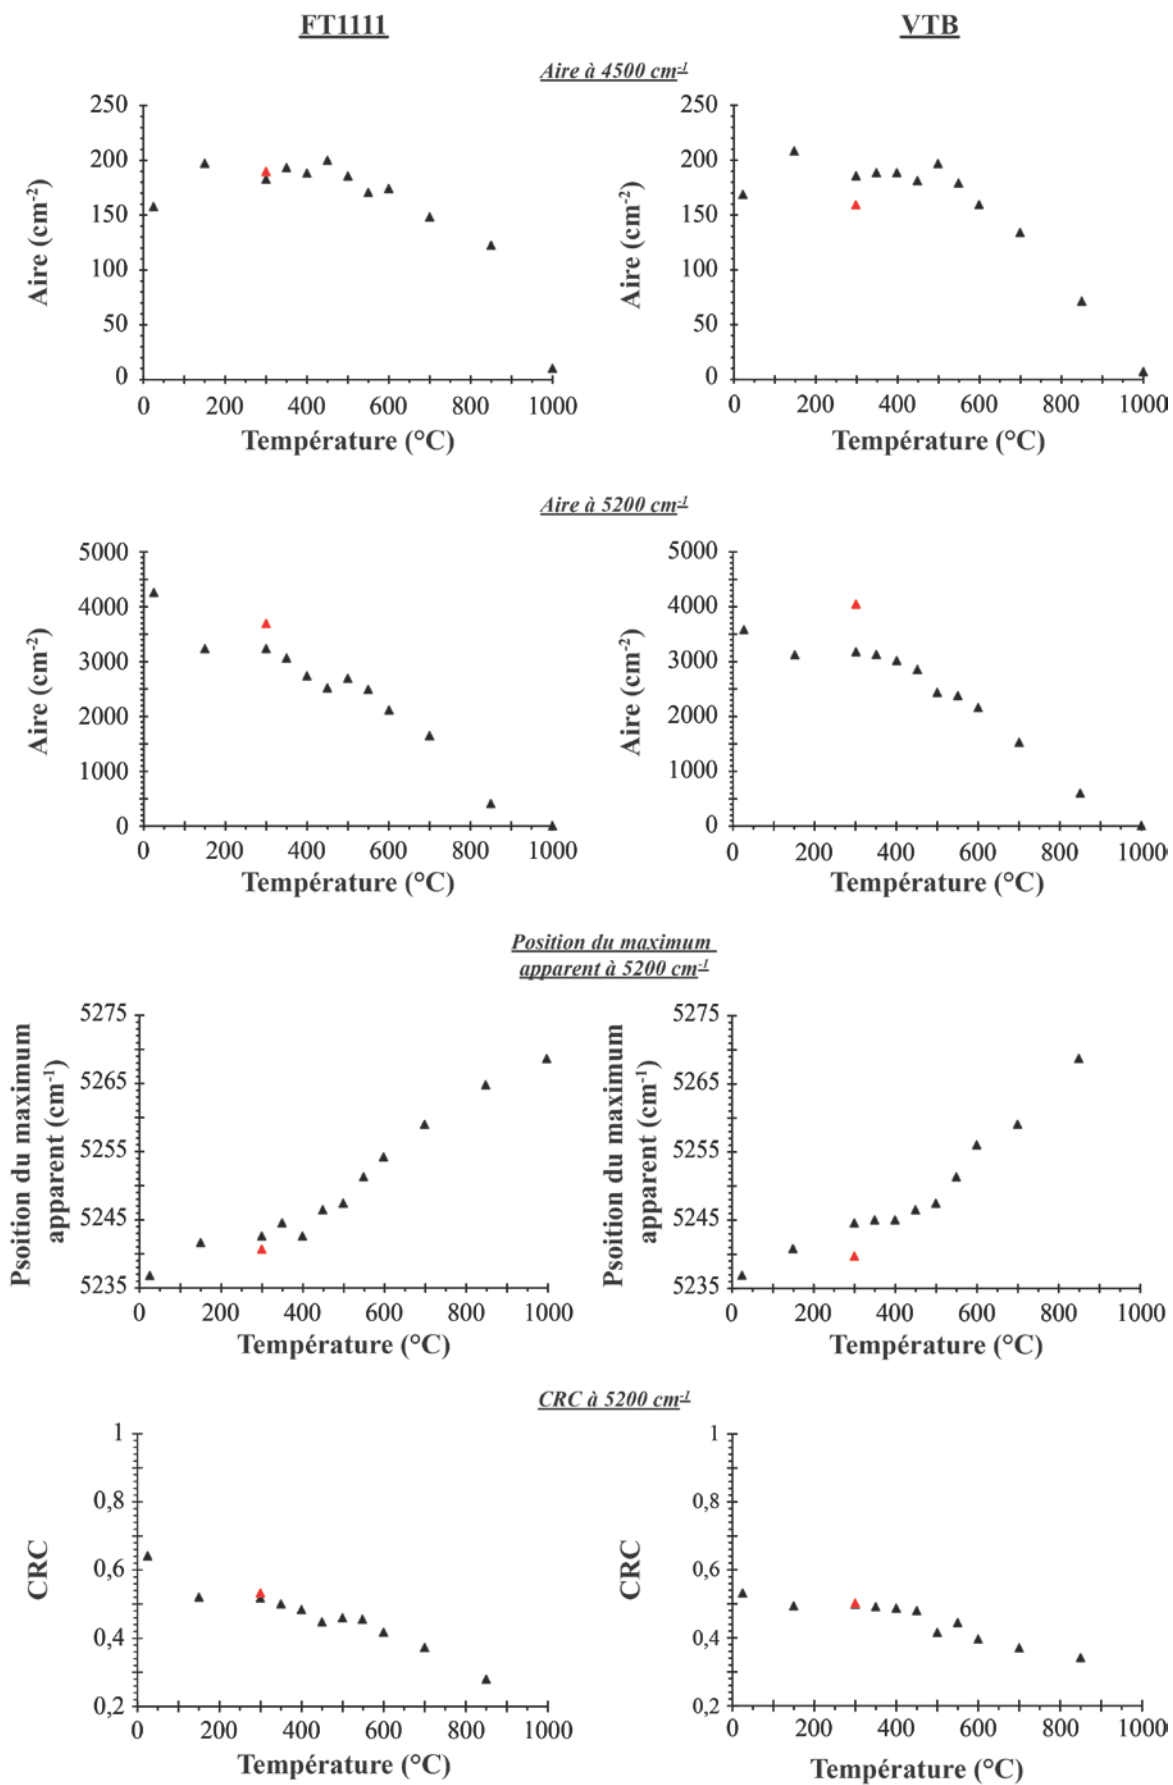 FT1111 VTB
Aire à 4500 cm-1
250 250
200 200
150 150
100 100
50 50
0 0
Aire (cm-2) Aire (cm-2)
0 200 400 600 800 1000 0 200 400 600 800 1000
Température (°C) Température (°C)
Aire à 5200 cm-1
5000 5000
4000 4000
3000 3000
2000 2000
1000 1000
0 0
Aire (cm-2) Aire (cm-2)
0 200 400 600 800 1000 0 200 400 600 800 1000
Température (°C) Température (°C)
Position du maximum
apparent à 5200 cm-1
5275 5275
5265 5265
5255 5255
5245 5245
5235 5235
Psoition du maximum Psoition du maximum
apparent (cm-1) apparent (cm-1)
0 200 400 600 800 1000 0 200 400 600 800 1000
Température (°C) Température (°C)
CRC à 5200 cm-1
1 1
0,8 0,8
0,6 0,6
0,4 0,4
0,2 0,2
CRC CRC
0 200 400 600 800 1000 0 200 400 600 800 1000
Température (°C) Température (°C)